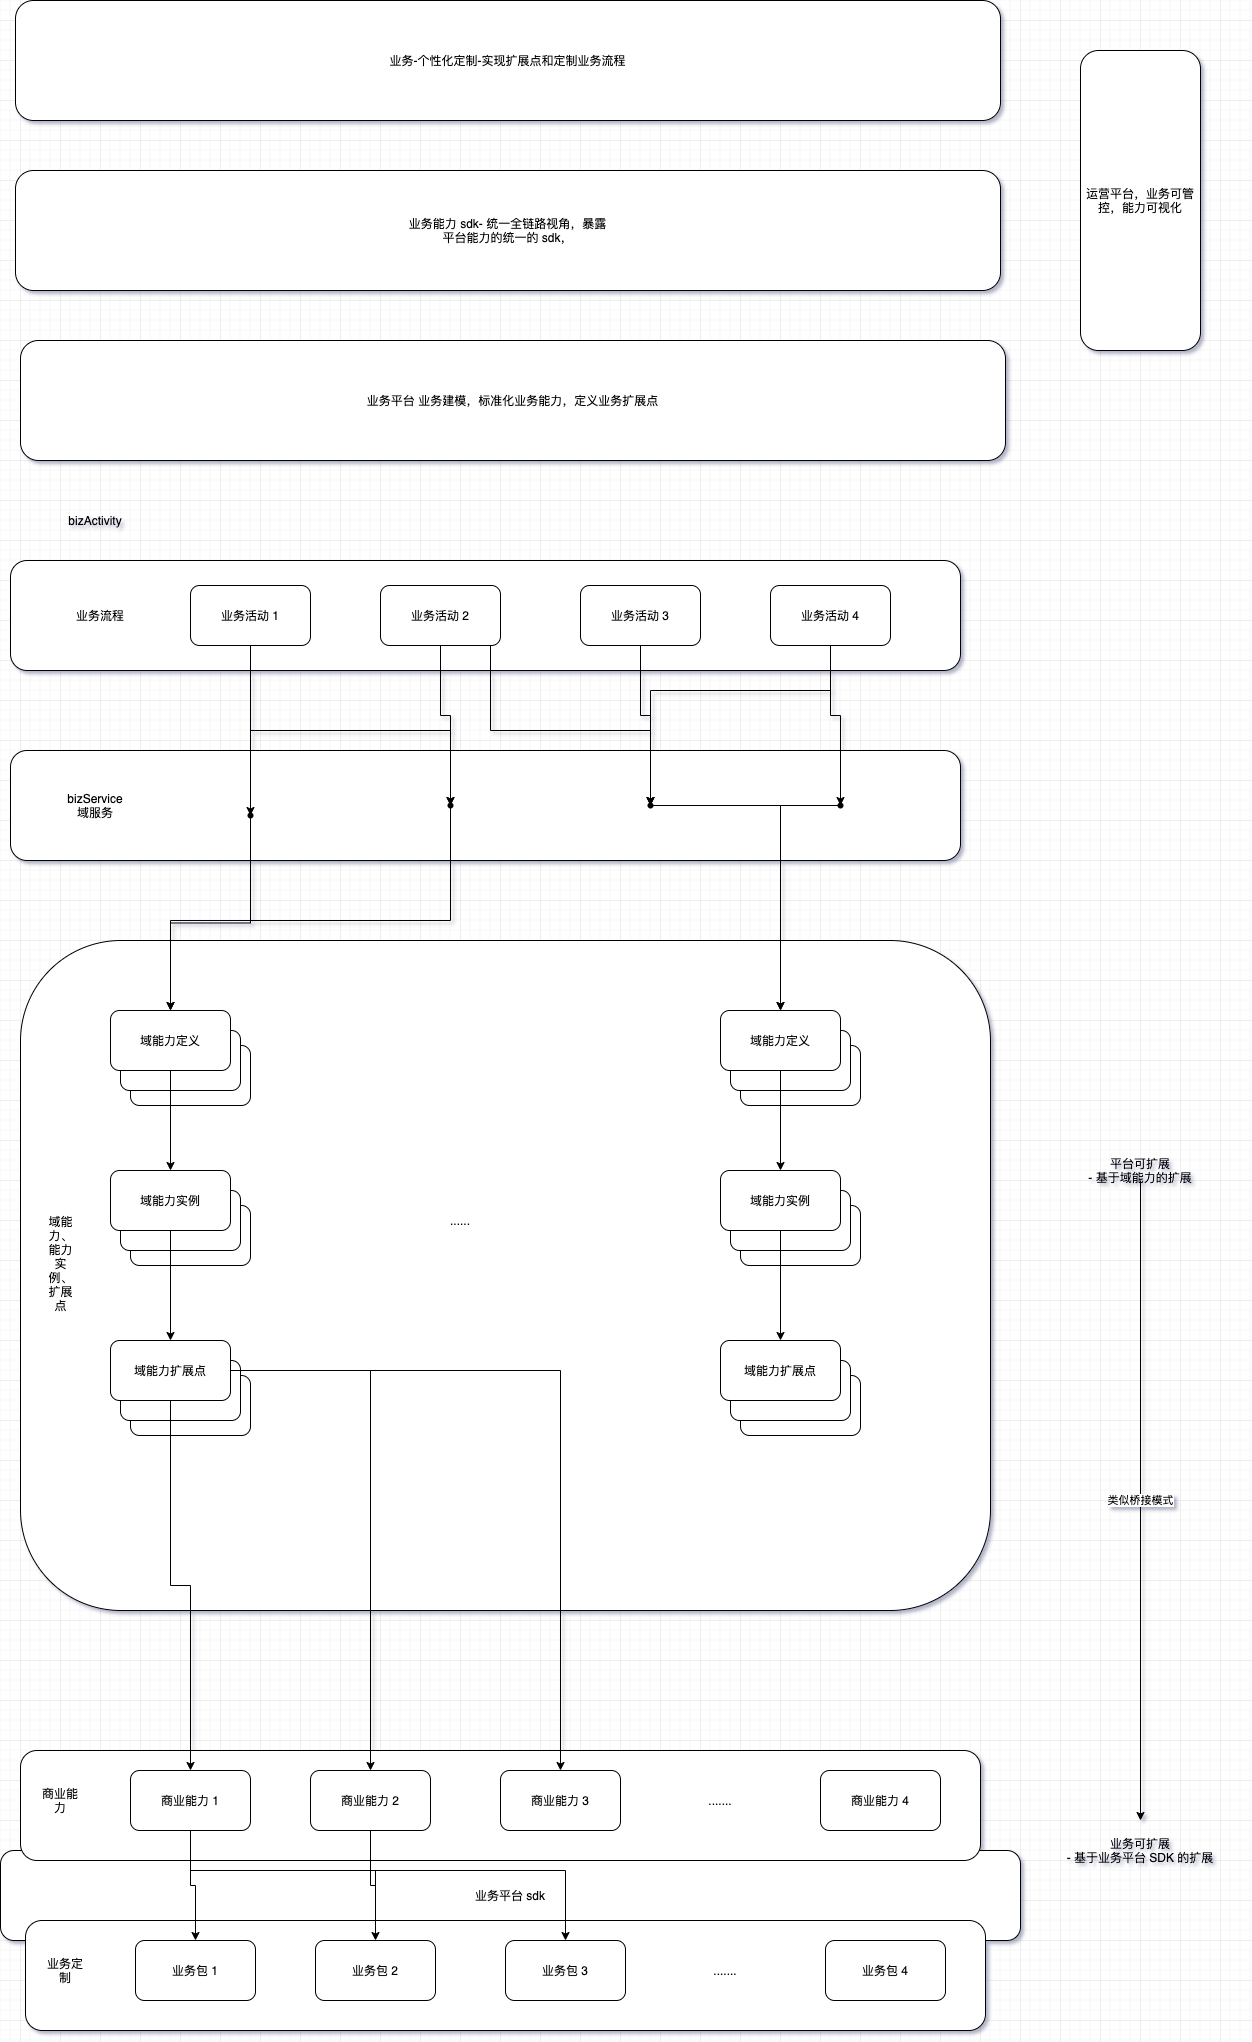 业务-个性化定制-实现扩展点和定制业务流程
运营平台，业务可管
控，能力可视化
业务能力 sdk- 统一全链路视角，暴露
平台能力的统一的 sdk，
业务平台 业务建模，标准化业务能力，定义业务扩展点
bizActivity
业务流程
业务活动 1
业务活动 2
业务活动 3
业务活动 4
bizService
域服务
域能力定义
域能力定义
平台可扩展
- 基于域能力的扩展
域能力实例
域能力实例
域能
力、
能力
实
例、
扩展
点
......
域能力扩展点
域能力扩展点
类似桥接模式
商业能
力
商业能力 1
商业能力 2
商业能力 3
.......
商业能力 4
业务可扩展
- 基于业务平台 SDK 的扩展
业务平台 sdk
业务定
制
业务包 1
业务包 2
业务包 3
.......
业务包 4